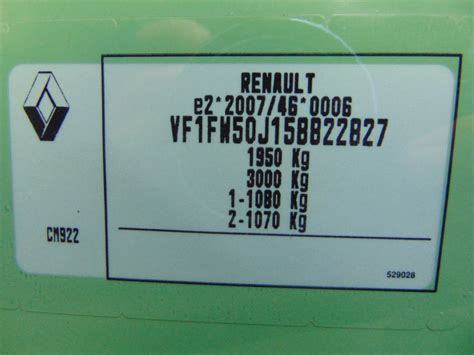 RENAULT
e2*2007/46*0006
VF1FW50J158822827
1950 Kg
3000 Kg
1-1080 Kg
2-1070 Kg
CM922
529028